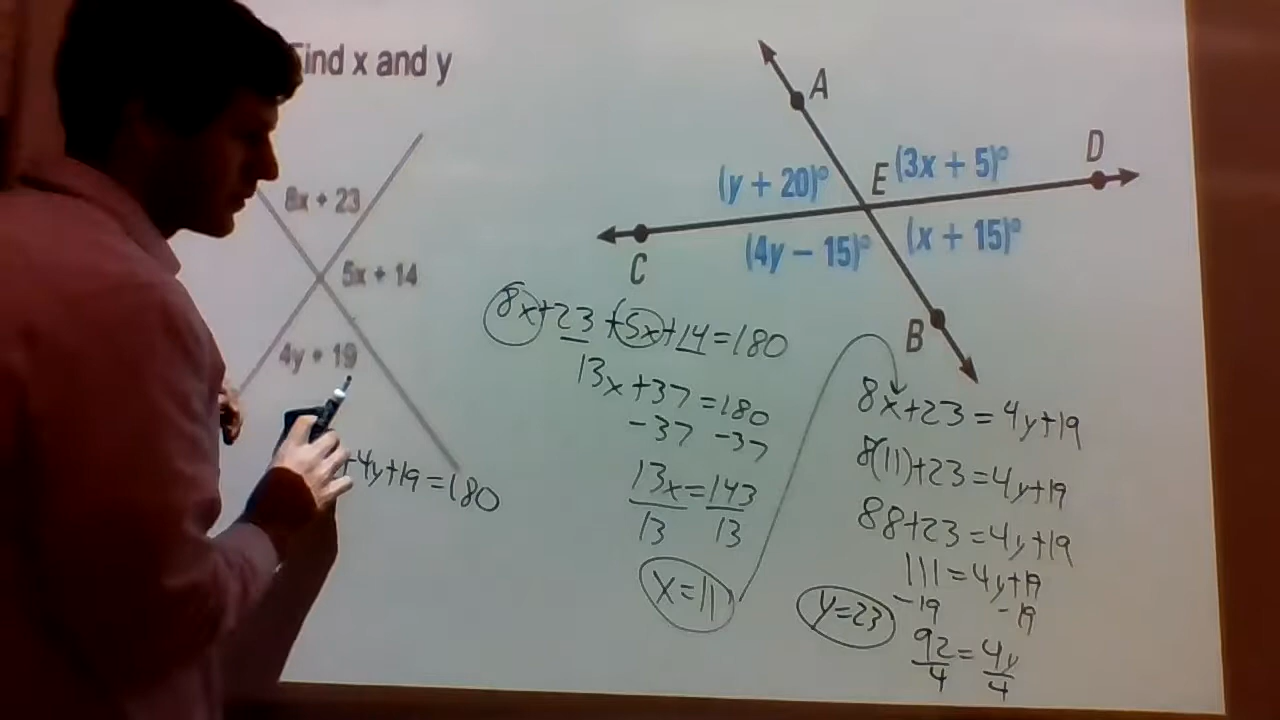 ind x and y
8x + 23
5x + 14
4y + 19
+4y+19=180
A
(y + 20)°
E
(3x + 5)°
D
C
(4y − 15)°
(x + 15)°
B
8x+23+5x+14=180
13x+37=180
-37 -37
13x=143
13 13
x=11
8x+23=4y+19
8(11)+23=4y+19
88+23=4y+19
111=4y+19
-19 -19
92=4y
4 4
y=23